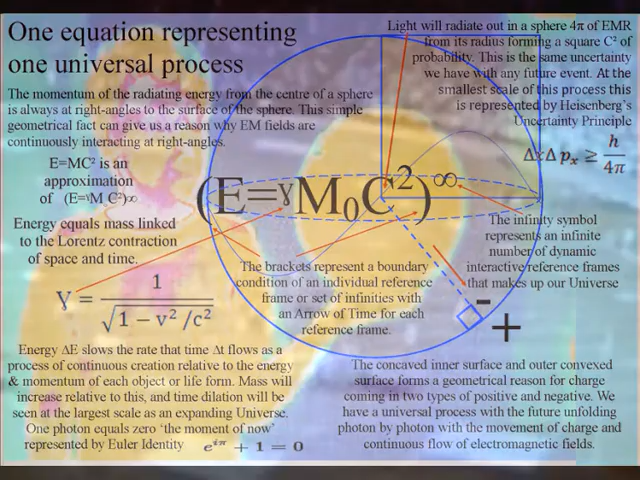 One equation representing
one universal process
The momentum of the radiating energy from the centre of a sphere
is always at right-angles to the surface of the sphere. This simple
geometrical fact can give us a reason why EM fields are
continuously interacting at right-angles.
E=MC² is an
approximation
of (E=ɤM C²)∞
Energy equals mass linked
to the Lorentz contraction
of space and time.
ɣ = 1 / √(1 − v² /c²)
Light will radiate out in a sphere 4π of EMR
from its radius forming a square C² of
probability. This is the same uncertainty
we have with any future event. At the
smallest scale of this process this
is represented by Heisenberg's
Uncertainty Principle
Δx Δ pₓ ≥ h / 4π
(E=ɤM₀C²)∞
The infinity symbol
represents an infinite
number of dynamic
interactive reference frames
that makes up our Universe
The brackets represent a boundary
condition of an individual reference
frame or set of infinities with
an Arrow of Time for each
reference frame.
-
+
Energy ΔE slows the rate that time Δt flows as a
process of continuous creation relative to the energy
& momentum of each object or life form. Mass will
increase relative to this, and time dilation will be
seen at the largest scale as an expanding Universe.
One photon equals zero 'the moment of now'
represented by Euler Identity e^iπ + 1 = 0
The concaved inner surface and outer convexed
surface forms a geometrical reason for charge
coming in two types of positive and negative. We
have a universal process with the future unfolding
photon by photon with the movement of charge and
continuous flow of electromagnetic fields.